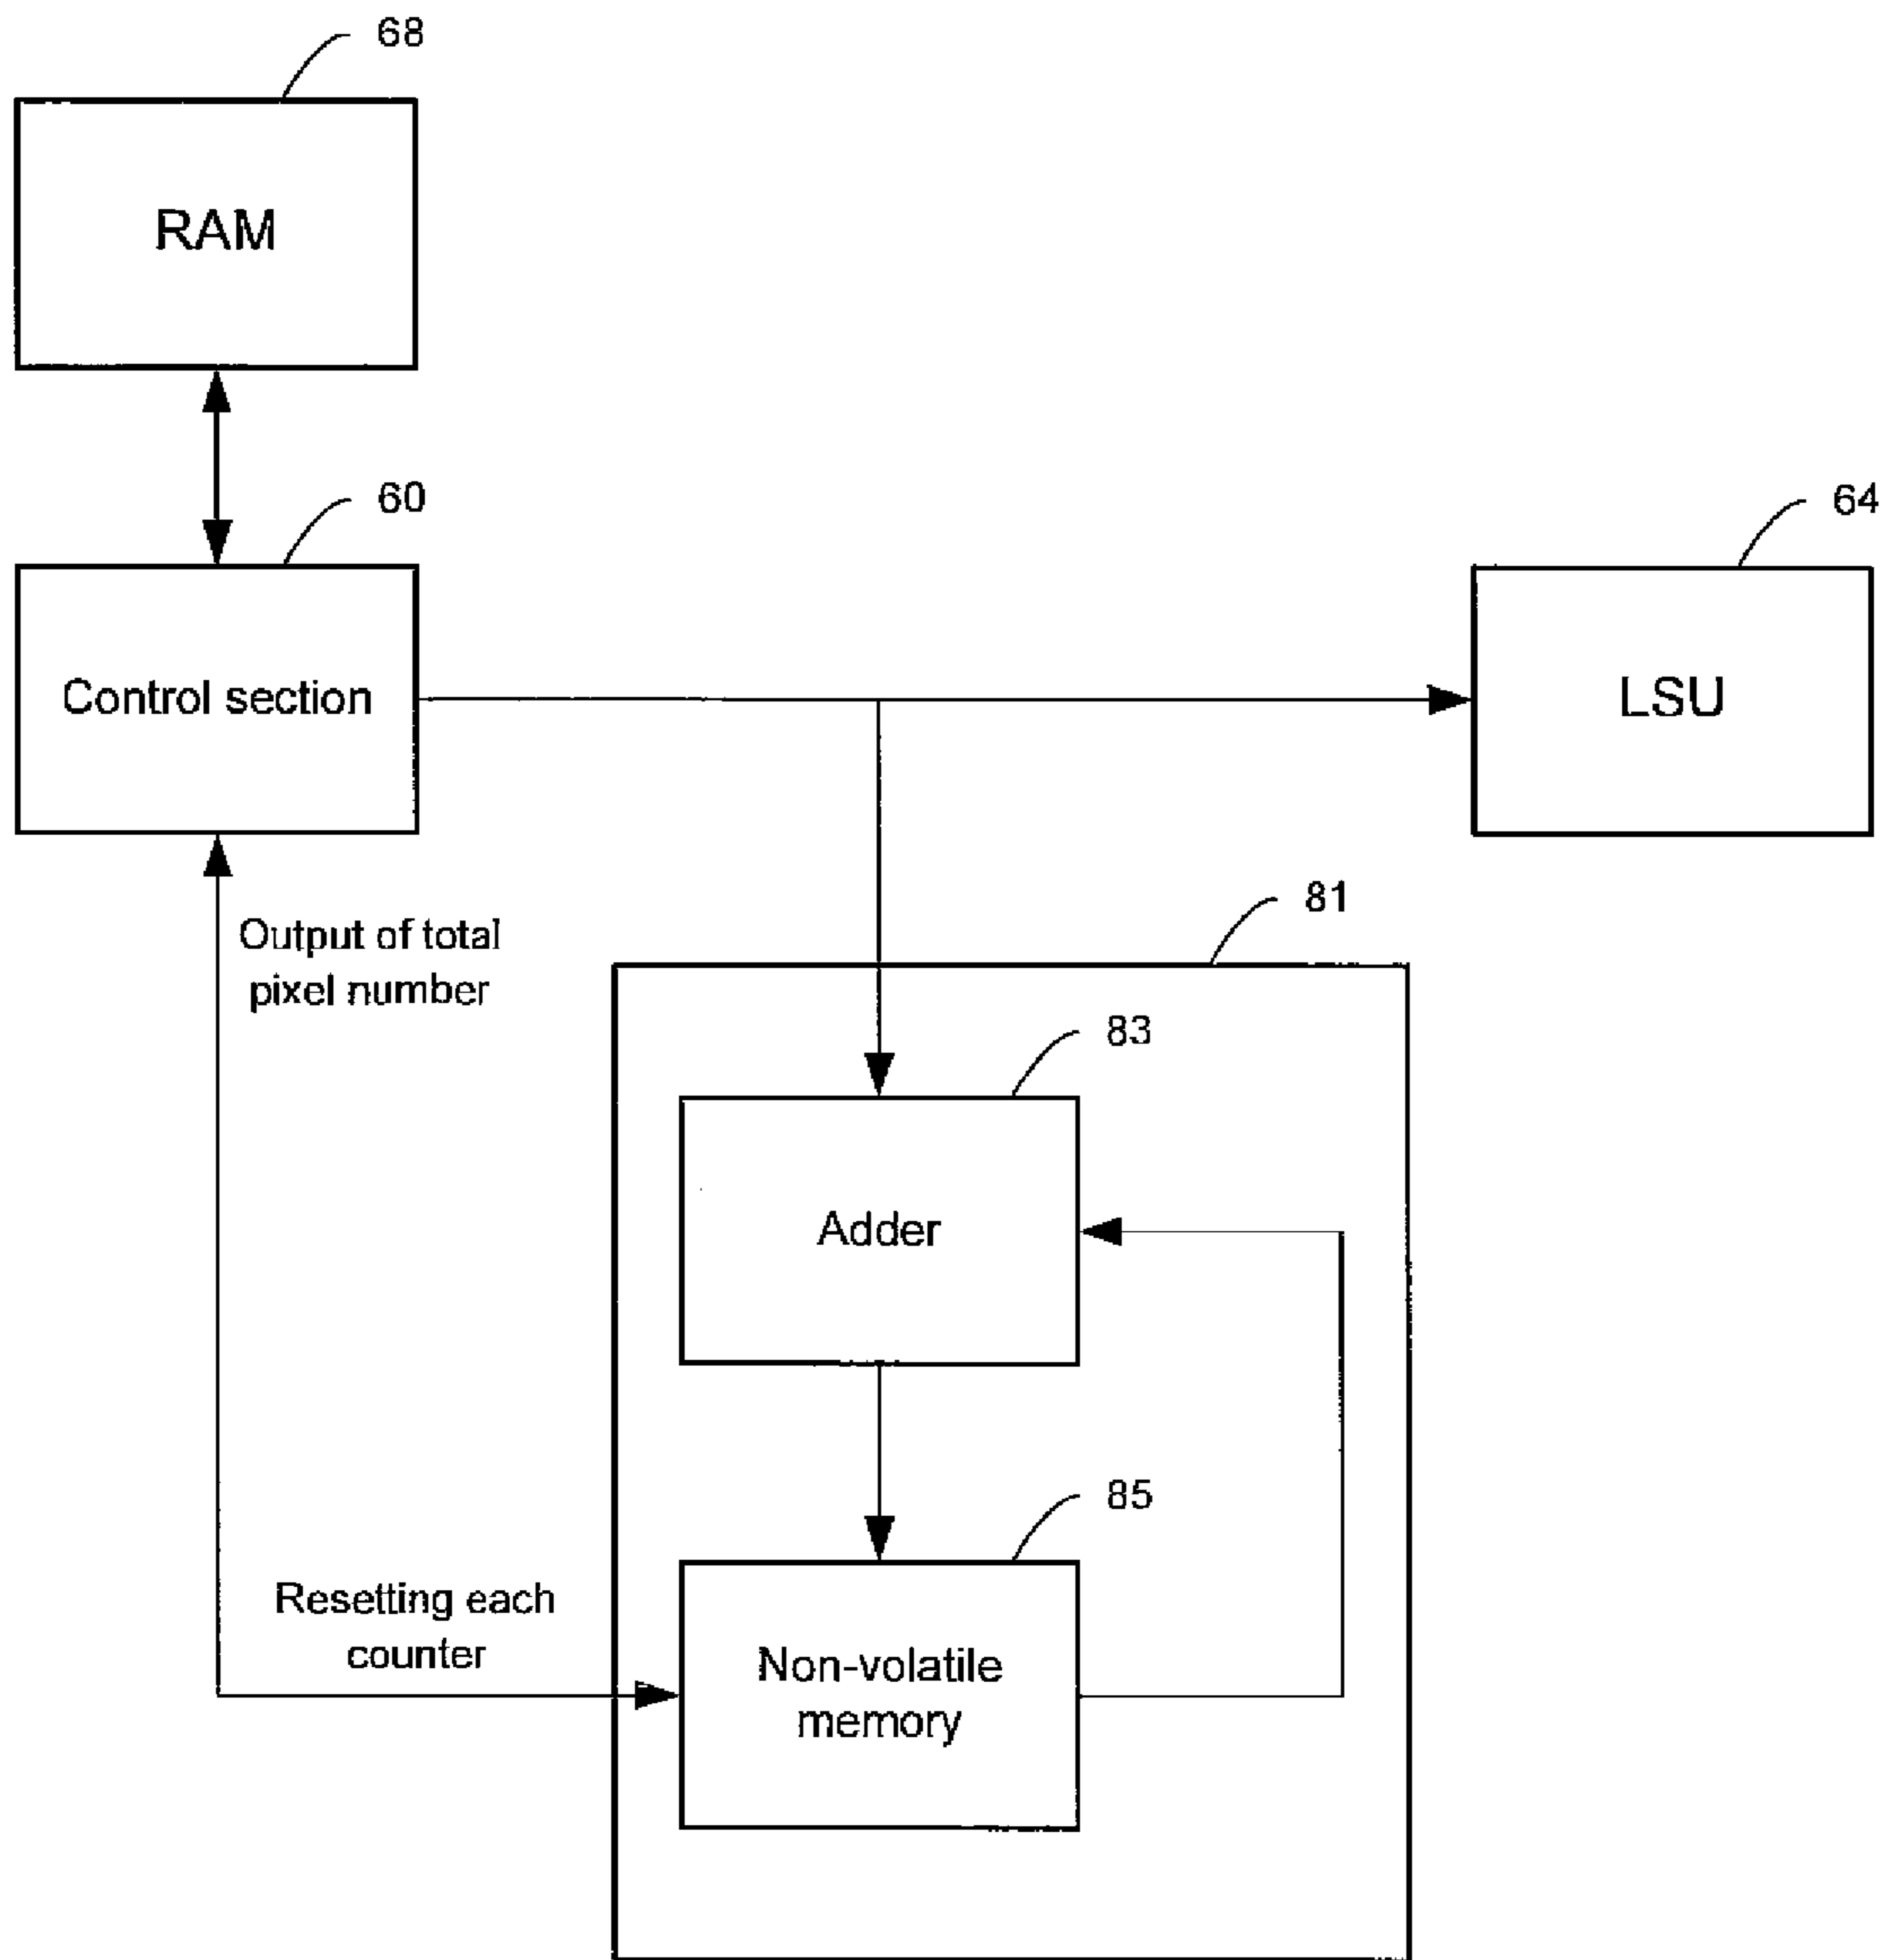 68
RAM
60
Control section
64
LSU
Output of total
pixel number
81
83
Adder
85
Resetting each
counter
Non-volatile
memory